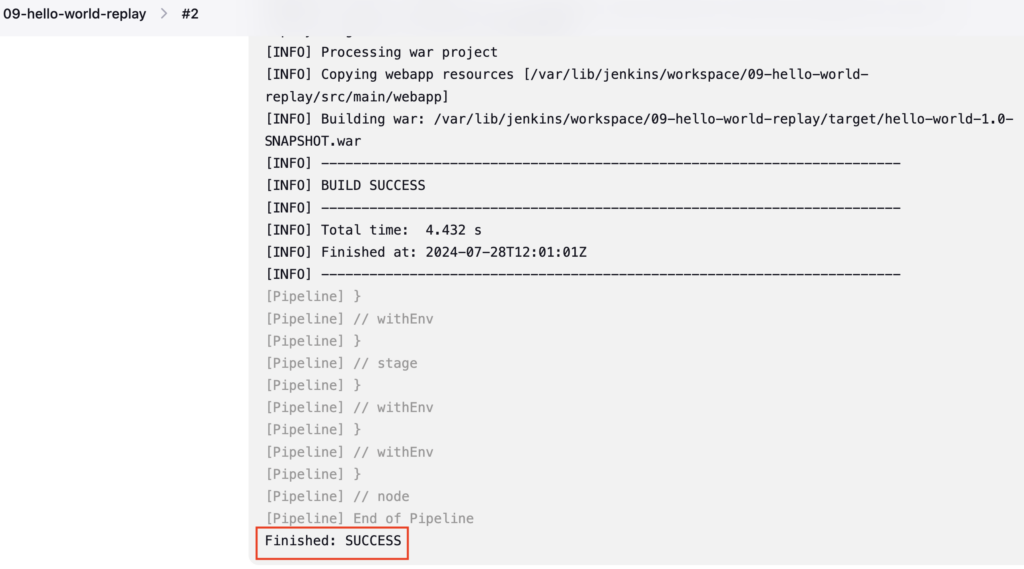 09-hello-world-replay > #2
[INFO] Processing war project
[INFO] Copying webapp resources [/var/lib/jenkins/workspace/09-hello-world-
replay/src/main/webapp]
[INFO] Building war: /var/lib/jenkins/workspace/09-hello-world-replay/target/hello-world-1.0-
SNAPSHOT.war
[INFO] ------------------------------------------------------------------------
[INFO] BUILD SUCCESS
[INFO] ------------------------------------------------------------------------
[INFO] Total time:  4.432 s
[INFO] Finished at: 2024-07-28T12:01:01Z
[INFO] ------------------------------------------------------------------------
[Pipeline] }
[Pipeline] // withEnv
[Pipeline] }
[Pipeline] // stage
[Pipeline] }
[Pipeline] // withEnv
[Pipeline] }
[Pipeline] // withEnv
[Pipeline] }
[Pipeline] // node
[Pipeline] End of Pipeline
Finished: SUCCESS